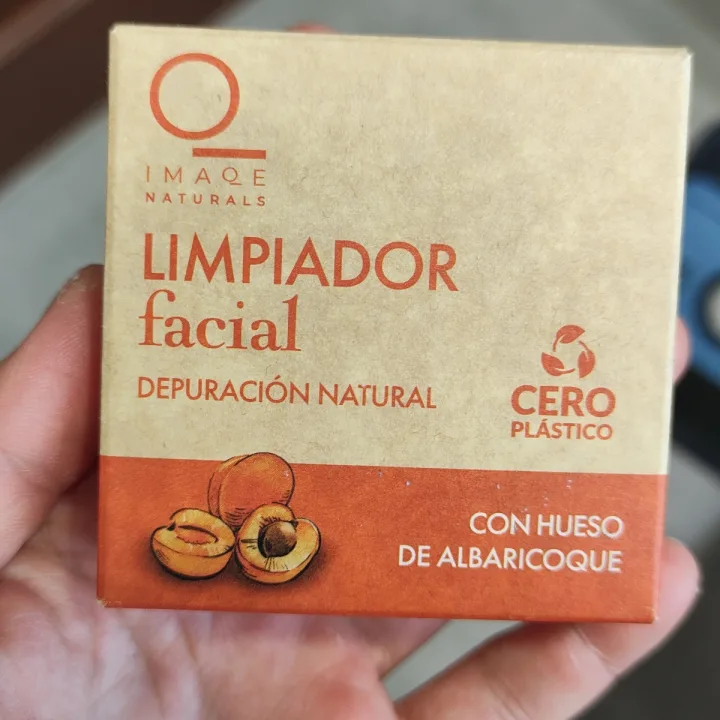 IMAQE
NATURALS
LIMPIADOR
facial
DEPURACIÓN NATURAL
CERO
PLÁSTICO
CON HUESO
DE ALBARICOQUE